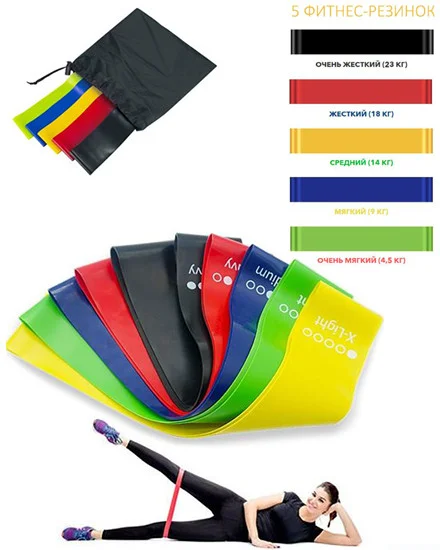 5 ФИТНЕС-РЕЗИНОК
ОЧЕНЬ ЖЕСТКИЙ (23 КГ)
ЖЕСТКИЙ (18 КГ)
СРЕДНИЙ (14 КГ)
МЯГКИЙ (9 КГ)
ОЧЕНЬ МЯГКИЙ (4,5 КГ)
X-Light